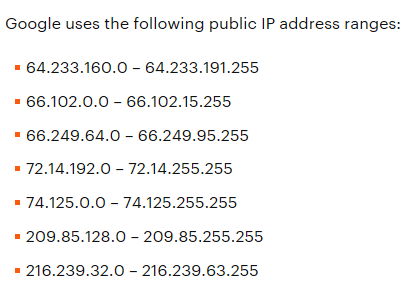 Google uses the following public IP address ranges:
64.233.160.0 – 64.233.191.255
66.102.0.0 – 66.102.15.255
66.249.64.0 – 66.249.95.255
72.14.192.0 – 72.14.255.255
74.125.0.0 – 74.125.255.255
209.85.128.0 – 209.85.255.255
216.239.32.0 – 216.239.63.255